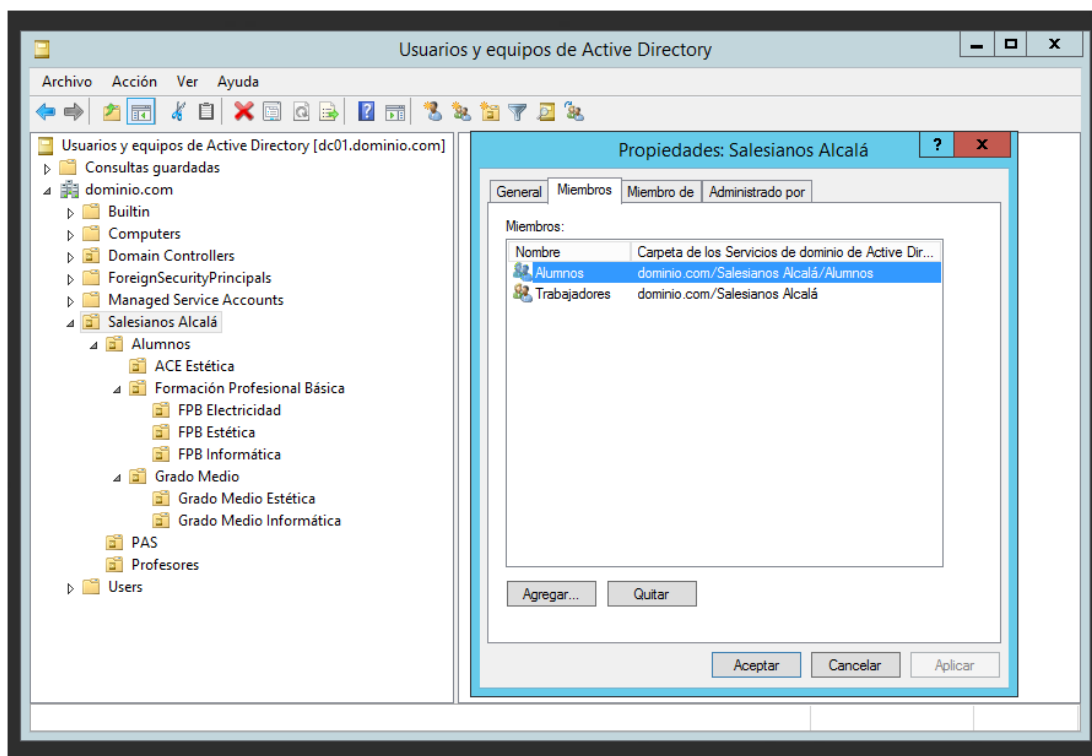 Usuarios y equipos de Active Directory
Archivo Acción Ver Ayuda
Usuarios y equipos de Active Directory [dc01.dominio.com]
Consultas guardadas
dominio.com
Builtin
Computers
Domain Controllers
ForeignSecurityPrincipals
Managed Service Accounts
Salesianos Alcalá
Alumnos
ACE Estética
Formación Profesional Básica
FPB Electricidad
FPB Estética
FPB Informática
Grado Medio
Grado Medio Estética
Grado Medio Informática
PAS
Profesores
Users
Propiedades: Salesianos Alcalá
? x
General Miembros Miembro de Administrado por
Miembros:
Nombre Carpeta de los Servicios de dominio de Active Dir...
Alumnos dominio.com/Salesianos Alcalá/Alumnos
Trabajadores dominio.com/Salesianos Alcalá
Agregar... Quitar
Aceptar Cancelar Aplicar